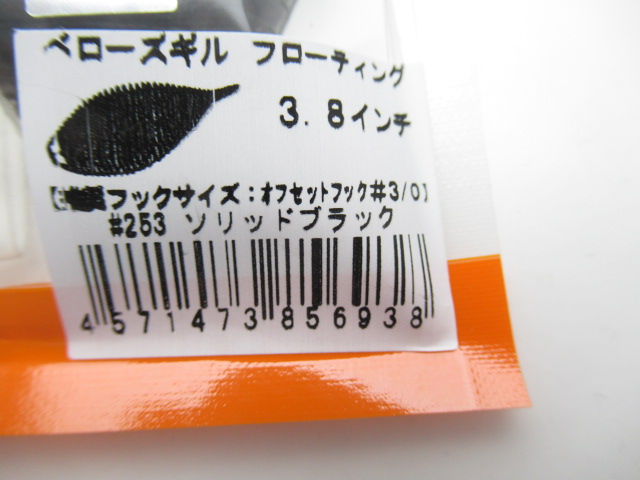 ベローズギル フローティング
3.8インチ
フックサイズ:オフセットフック#3/0】
#253 ソリッドブラック
4571473856938